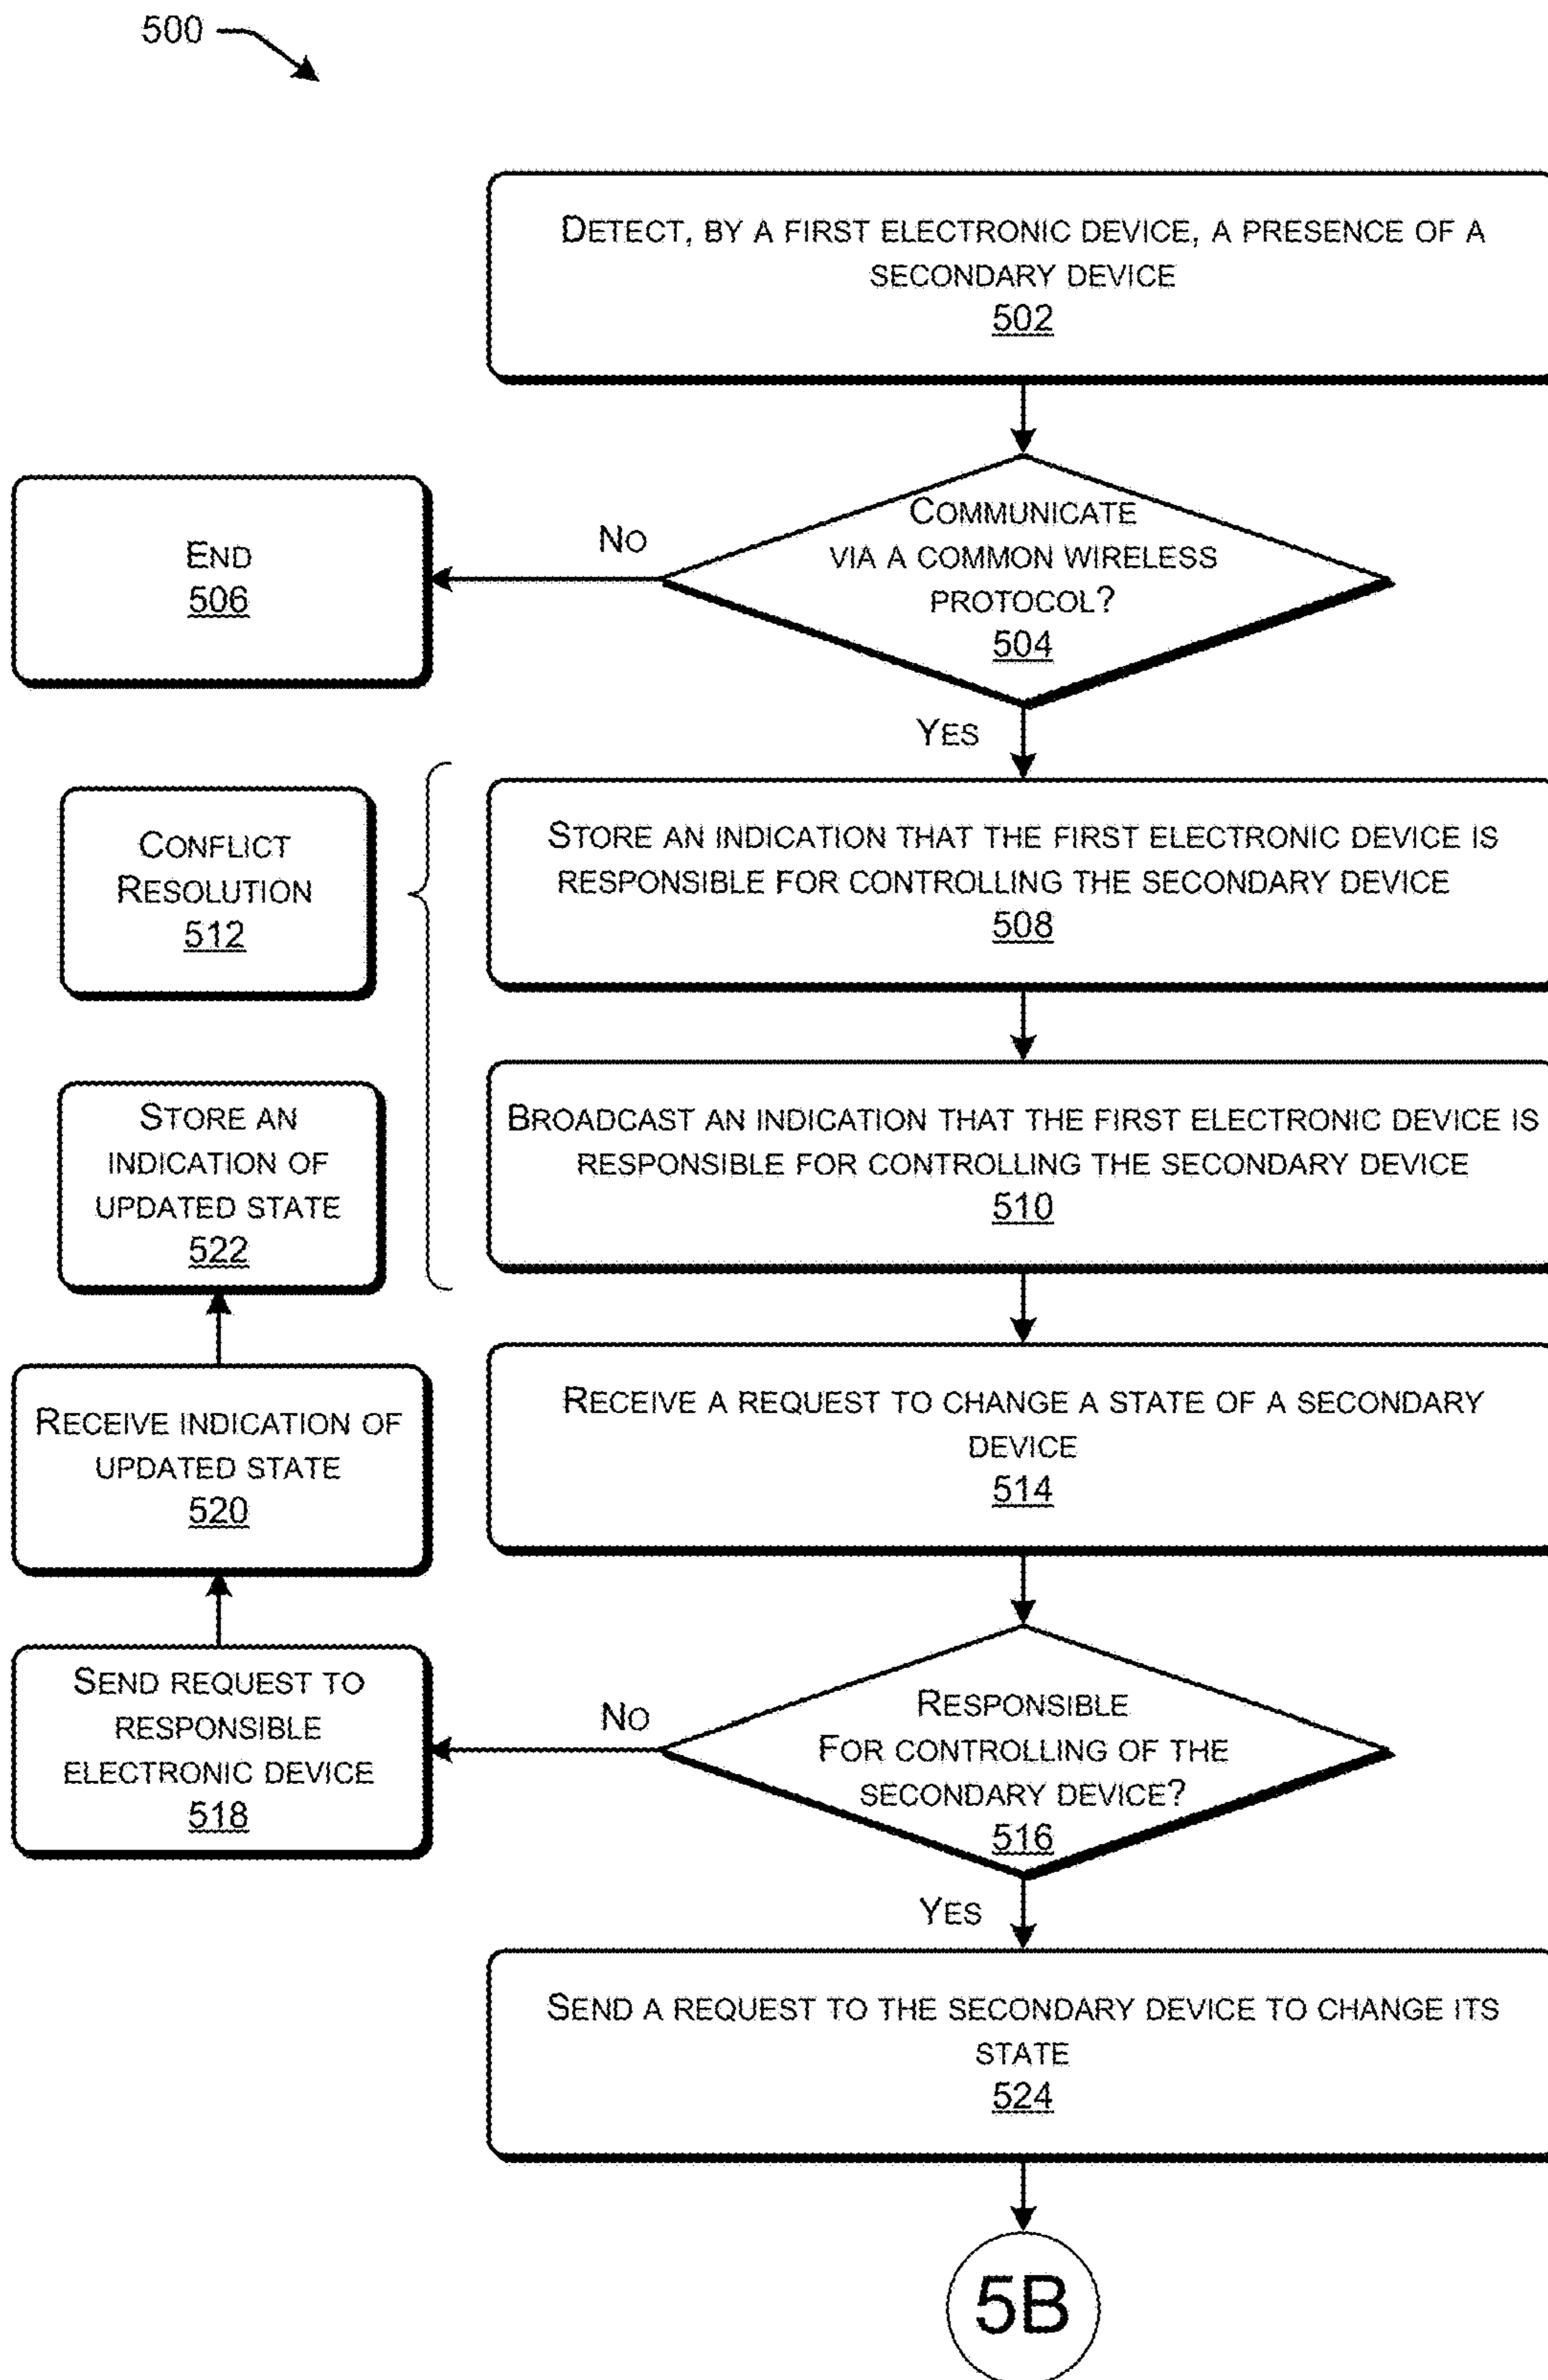 500
DETECT, BY A FIRST ELECTRONIC DEVICE, A PRESENCE OF A
SECONDARY DEVICE
502
COMMUNICATE
VIA A COMMON WIRELESS
PROTOCOL?
504
NO
END
506
YES
STORE AN INDICATION THAT THE FIRST ELECTRONIC DEVICE IS
RESPONSIBLE FOR CONTROLLING THE SECONDARY DEVICE
508
CONFLICT
RESOLUTION
512
BROADCAST AN INDICATION THAT THE FIRST ELECTRONIC DEVICE IS
RESPONSIBLE FOR CONTROLLING THE SECONDARY DEVICE
510
STORE AN
INDICATION OF
UPDATED STATE
522
RECEIVE A REQUEST TO CHANGE A STATE OF A SECONDARY
DEVICE
514
RECEIVE INDICATION OF
UPDATED STATE
520
RESPONSIBLE
FOR CONTROLLING OF THE
SECONDARY DEVICE?
516
NO
SEND REQUEST TO
RESPONSIBLE
ELECTRONIC DEVICE
518
YES
SEND A REQUEST TO THE SECONDARY DEVICE TO CHANGE ITS
STATE
524
5B